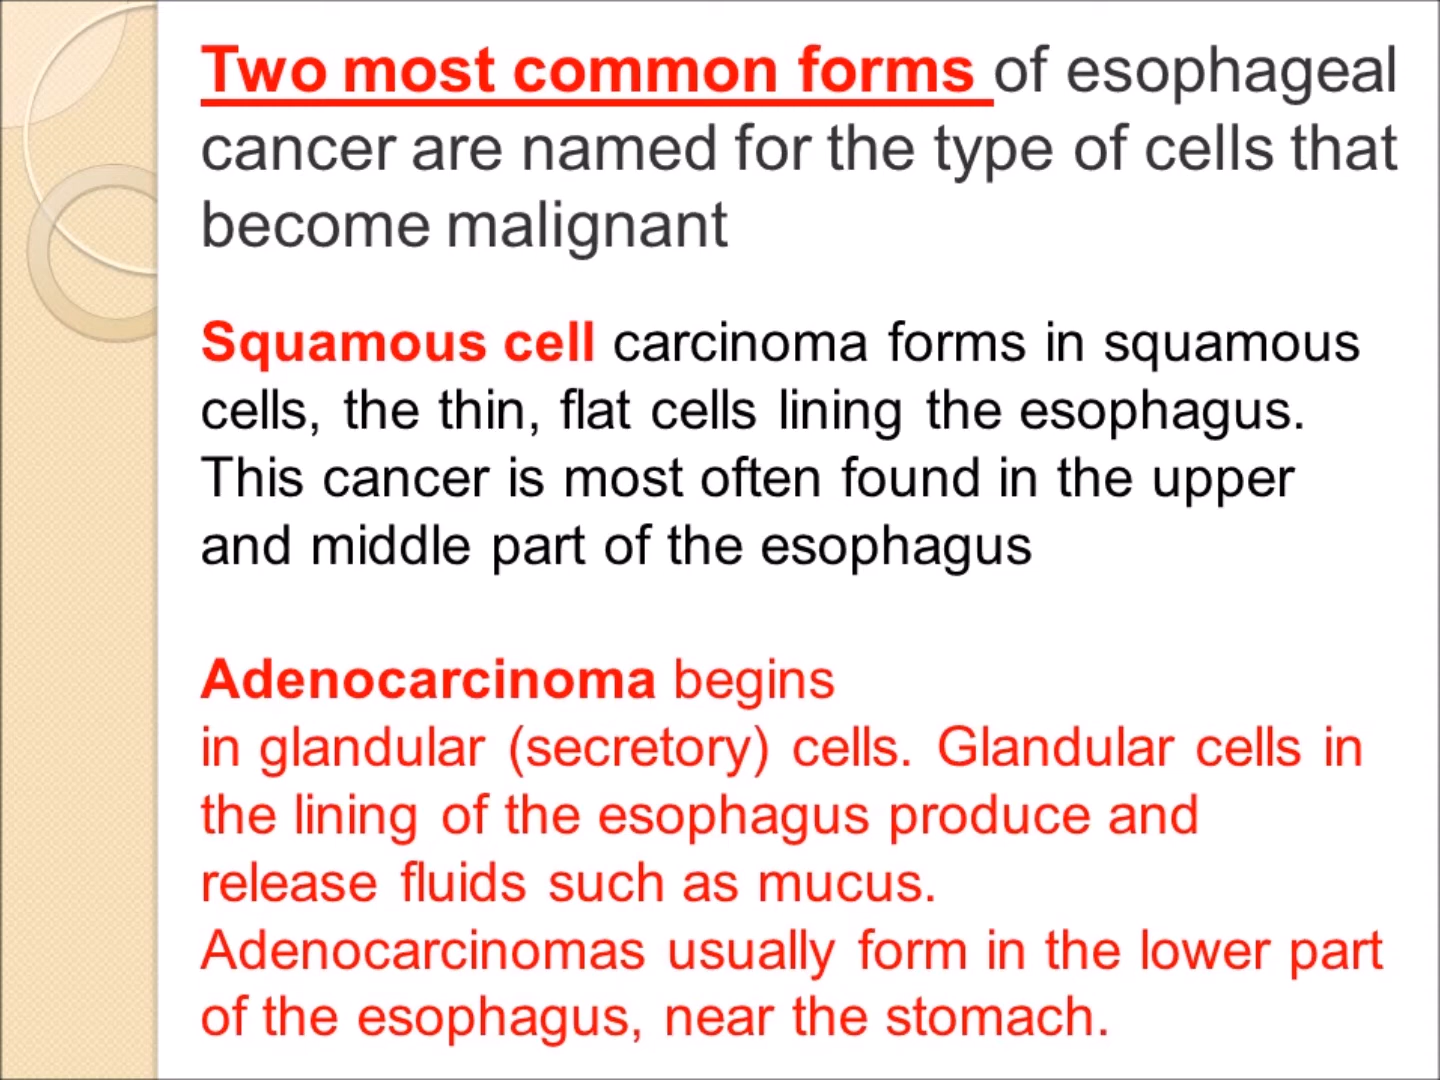 Two most common forms of esophageal
cancer are named for the type of cells that
become malignant
Squamous cell carcinoma forms in squamous
cells, the thin, flat cells lining the esophagus.
This cancer is most often found in the upper
and middle part of the esophagus
Adenocarcinoma begins
in glandular (secretory) cells. Glandular cells in
the lining of the esophagus produce and
release fluids such as mucus.
Adenocarcinomas usually form in the lower part
of the esophagus, near the stomach.